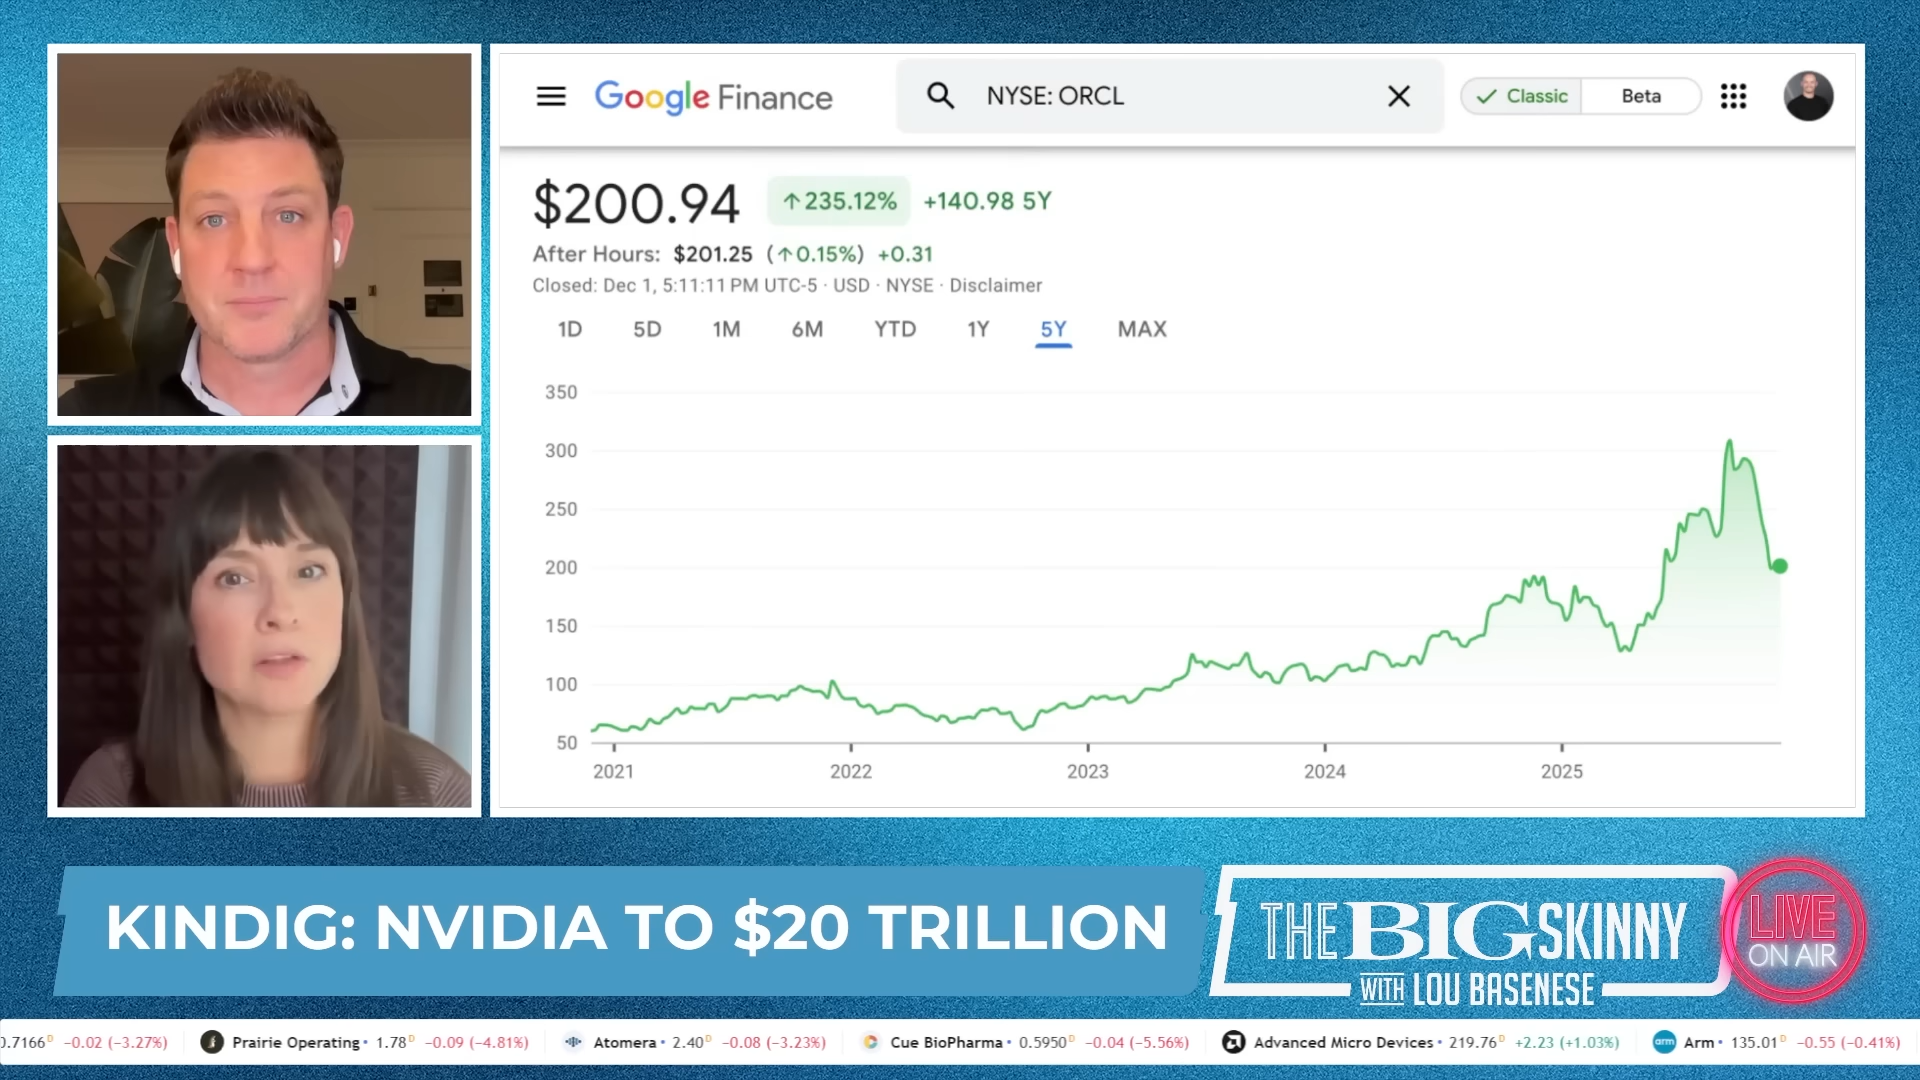 Google Finance
NYSE: ORCL
Classic
Beta
$200.94
↑235.12%
+140.98 5Y
After Hours: $201.25 (↑0.15%) +0.31
Closed: Dec 1, 5:11:11 PM UTC-5 · USD · NYSE · Disclaimer
1D 5D 1M 6M YTD 1Y 5Y MAX
350
300
250
200
150
100
50
2021 2022 2023 2024 2025
KINDIG: NVIDIA TO $20 TRILLION
THE BIG SKINNY
WITH LOU BASENESE
LIVE
ON AIR
0.7166 D −0.02 (−3.27%) Prairie Operating • 1.78 D −0.09 (−4.81%) Atomera • 2.40 D −0.08 (−3.23%) Cue BioPharma • 0.5950 D −0.04 (−5.56%) Advanced Micro Devices • 219.76 D +2.23 (+1.03%) arm Arm • 135.01 D −0.55 (−0.41%)